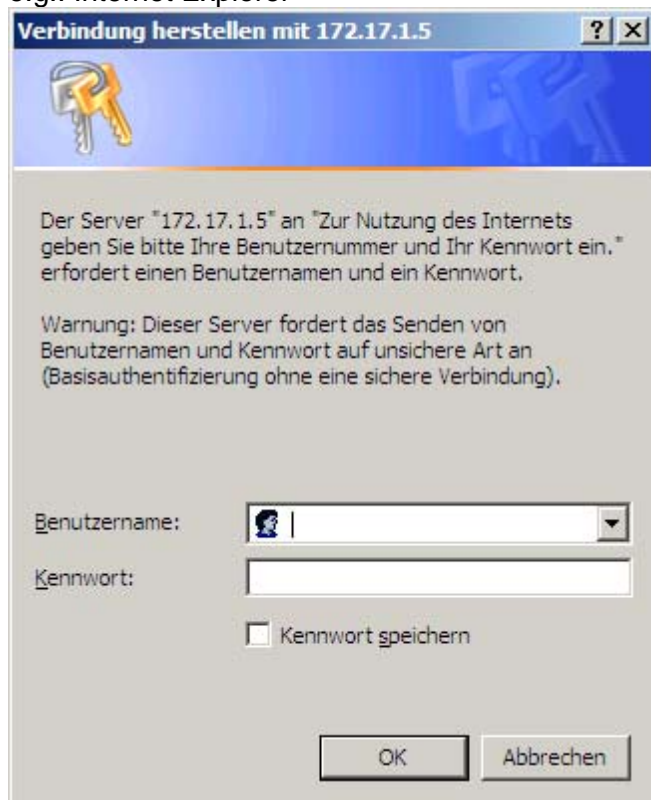 e.g.: Internet Explorer
Verbindung herstellen mit 172.17.1.5
Der Server "172.17.1.5" an "Zur Nutzung des Internets
geben Sie bitte Ihre Benutzernummer und Ihr Kennwort ein."
erfordert einen Benutzernamen und ein Kennwort.
Warnung: Dieser Server fordert das Senden von
Benutzernamen und Kennwort auf unsichere Art an
(Basisauthentifizierung ohne eine sichere Verbindung).
Benutzername:
Kennwort:
Kennwort speichern
OK Abbrechen